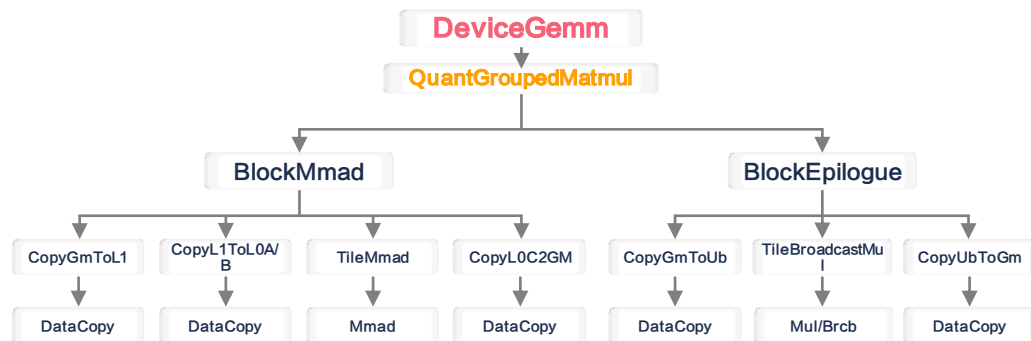 DeviceGemm
QuantGroupedMatmul
BlockMmad
BlockEpilogue
CopyGmToL1
CopyL1ToL0A/
B
TileMmad
CopyL0C2GM
CopyGmToUb
TileBroadcastMu
l
CopyUbToGm
DataCopy
DataCopy
Mmad
DataCopy
DataCopy
Mul/Brcb
DataCopy